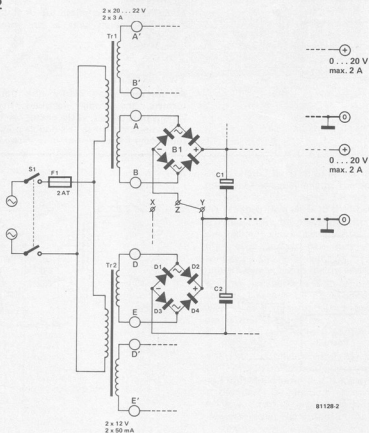 2
2 x 20 . . . 22 V
2 x 3 A
A'
Tr1
B'
A
B1
B
X
Z
Y
C1
S1
F1
2 AT
Tr2
D
D1
D2
D3
D4
E
C2
D'
E'
2 x 12 V
2 x 50 mA
+
0 . . . 20 V
max. 2 A
0
+
0 . . . 20 V
max. 2 A
0
81128-2